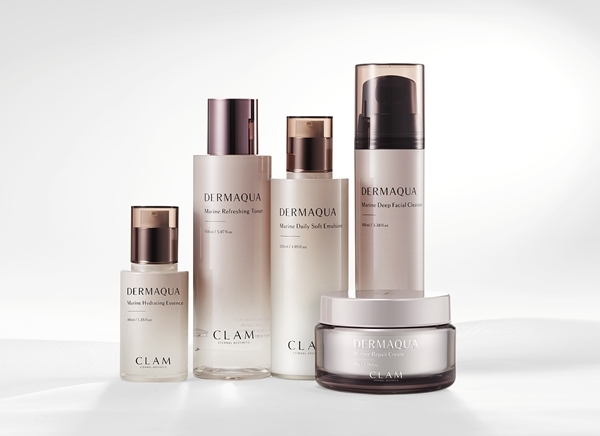 DERMAQUA
Marine Hydrating Essence
CLAM
DERMAQUA
Marine Refreshing Toner
CLAM
DERMAQUA
Marine Daily Soft Emulsion
CLA
DERMAQUA
Marine Deep Facial Cleanser
DERMAQUA
Marine Repair Cream
CLAM